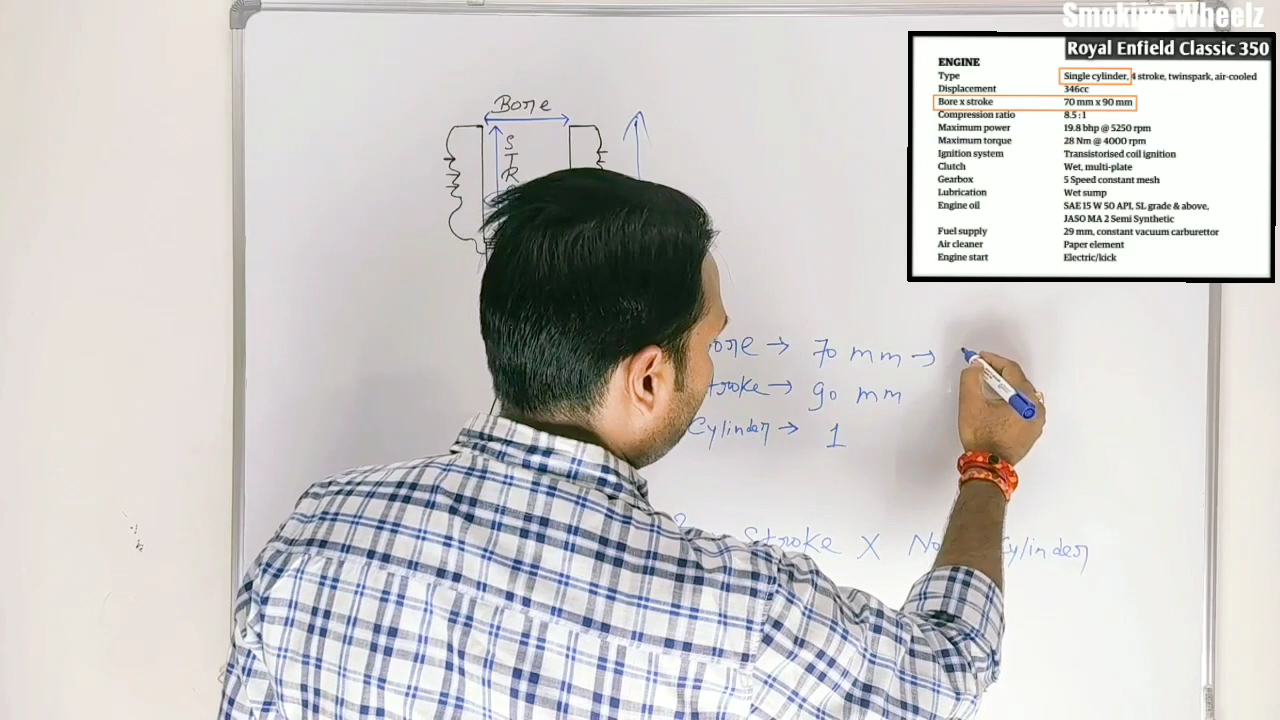 Smoking Wheelz
Royal Enfield Classic 350
ENGINE
Type Single cylinder, 4 stroke, twinspark, air-cooled
Displacement 346cc
Bore x stroke 70 mm x 90 mm
Compression ratio 8.5 : 1
Maximum power 19.8 bhp @ 5250 rpm
Maximum torque 28 Nm @ 4000 rpm
Ignition system Transistorised coil ignition
Clutch Wet, multi-plate
Gearbox 5 Speed constant mesh
Lubrication Wet sump
Engine oil SAE 15 W 50 API, SL grade & above,
JASO MA 2 Semi Synthetic
Fuel supply 29 mm, constant vacuum carburettor
Air cleaner Paper element
Engine start Electric/kick
Bore
STR
→ 70 mm →
→ 90 mm
Cylinder → 1
2 Stroke X No Cylinder